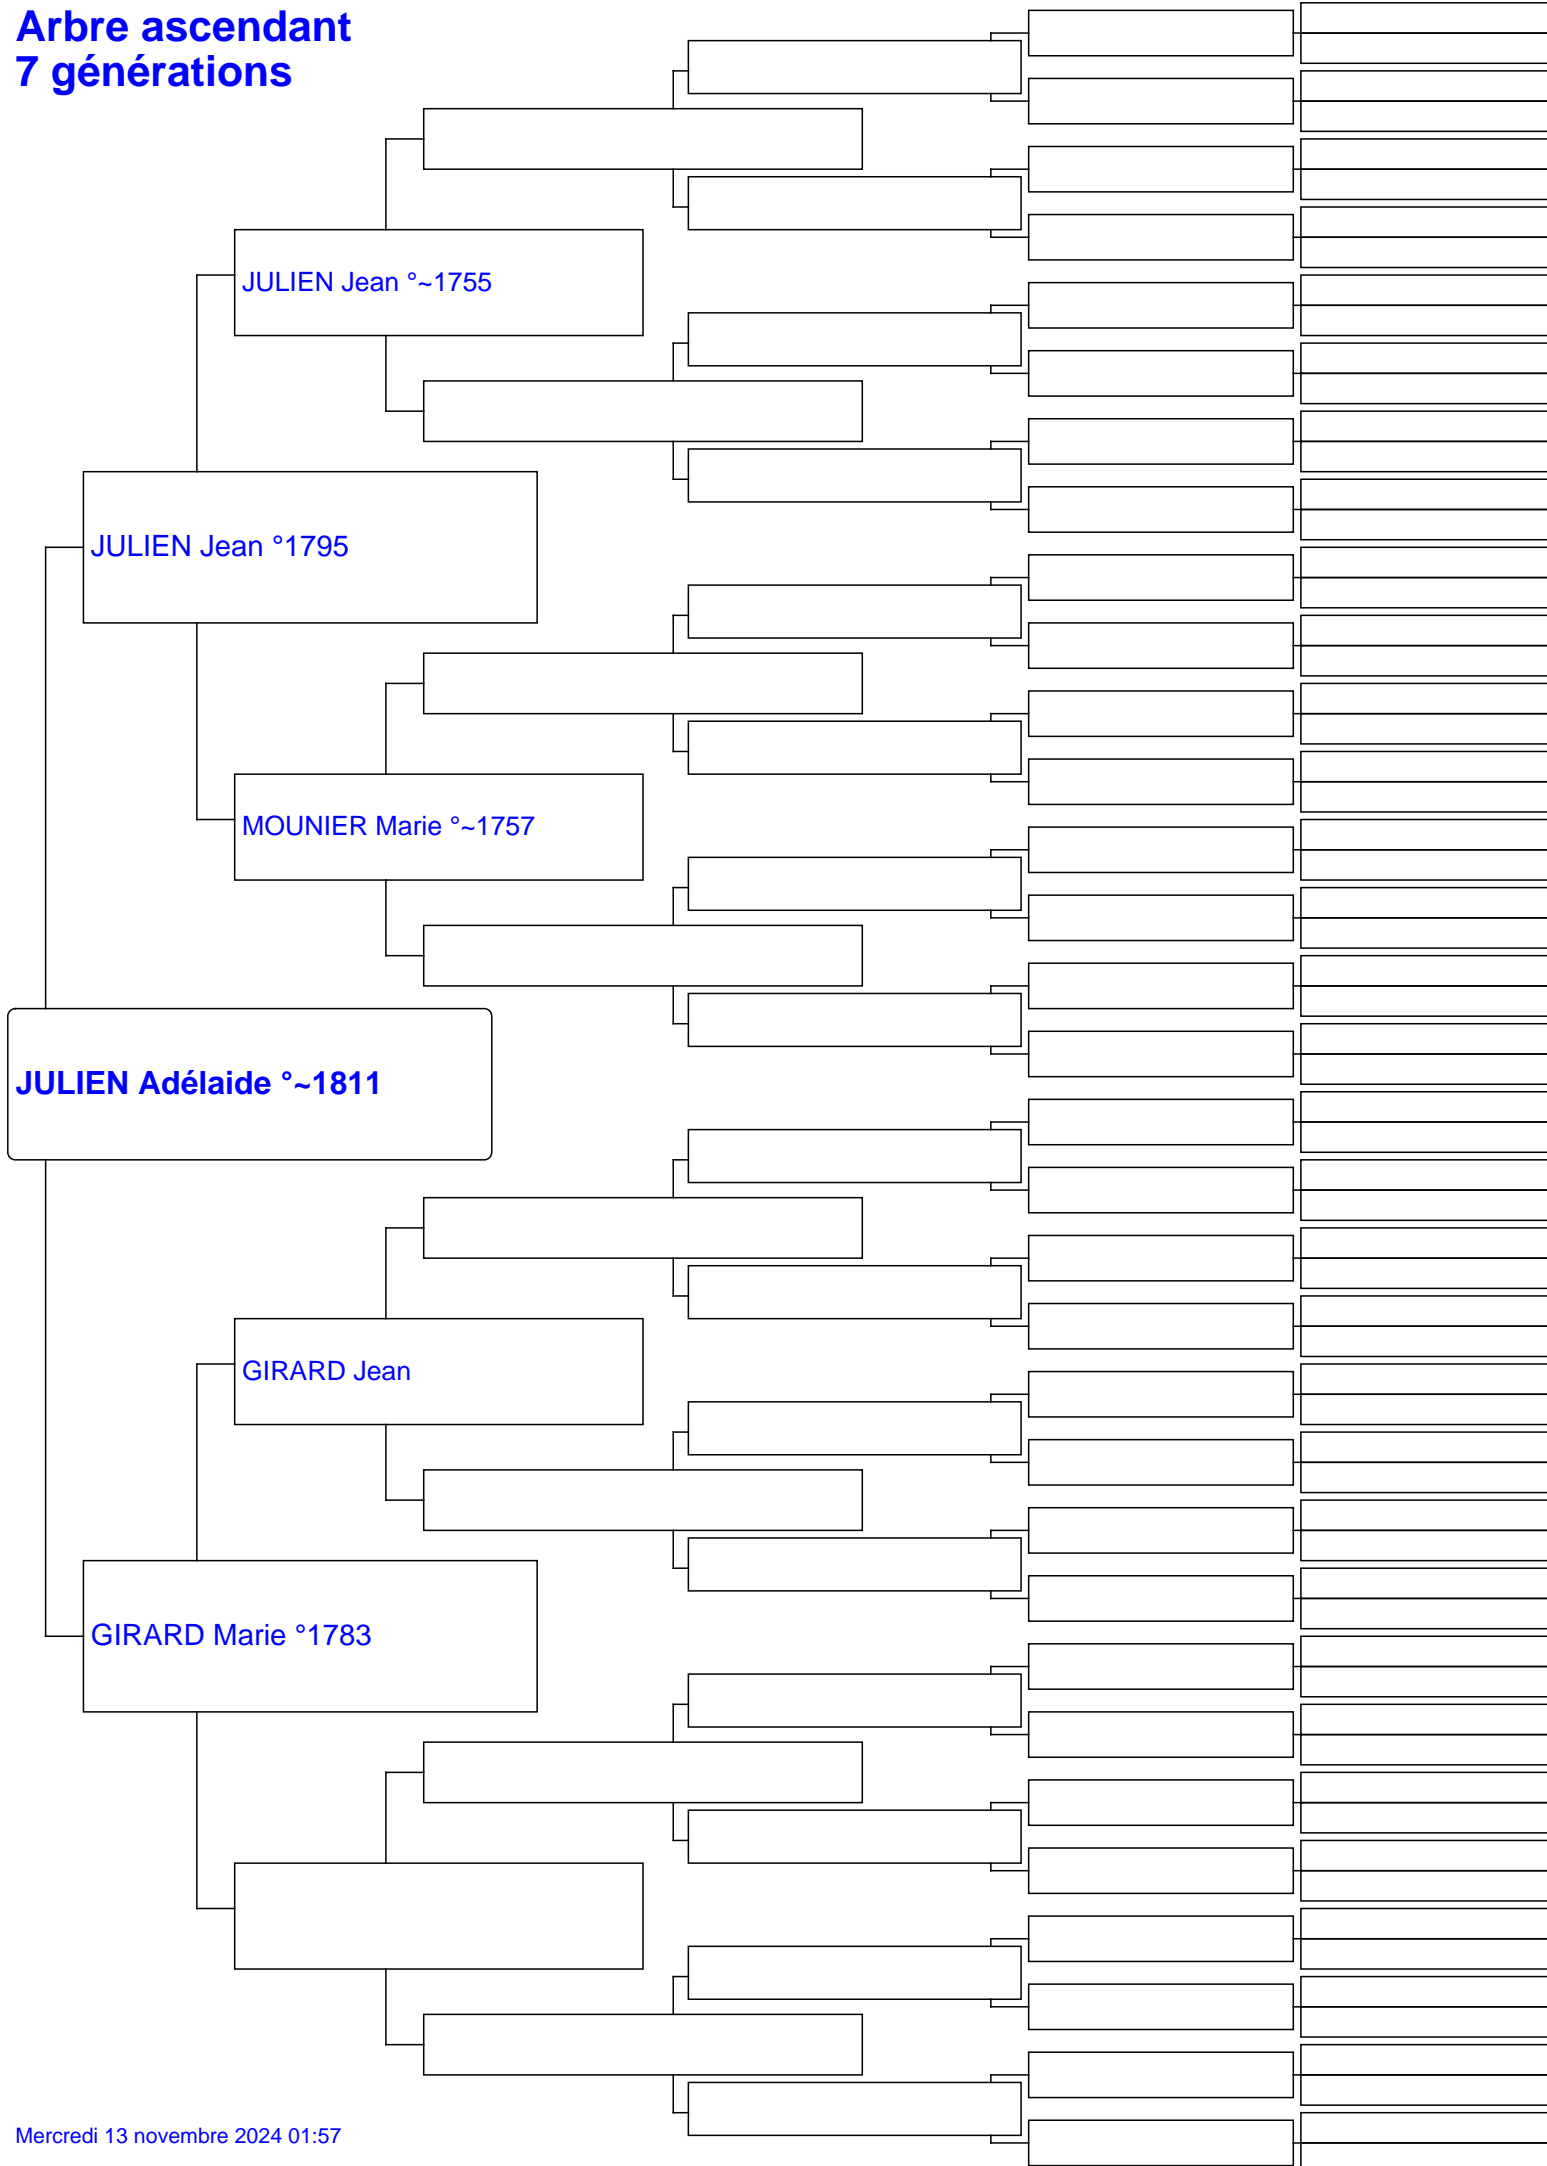 Arbre ascendant
7 générations
JULIEN Jean °~1755
JULIEN Jean °1795
MOUNIER Marie °~1757
JULIEN Adélaide °~1811
GIRARD Jean
GIRARD Marie °1783
Mercredi 13 novembre 2024 01:57